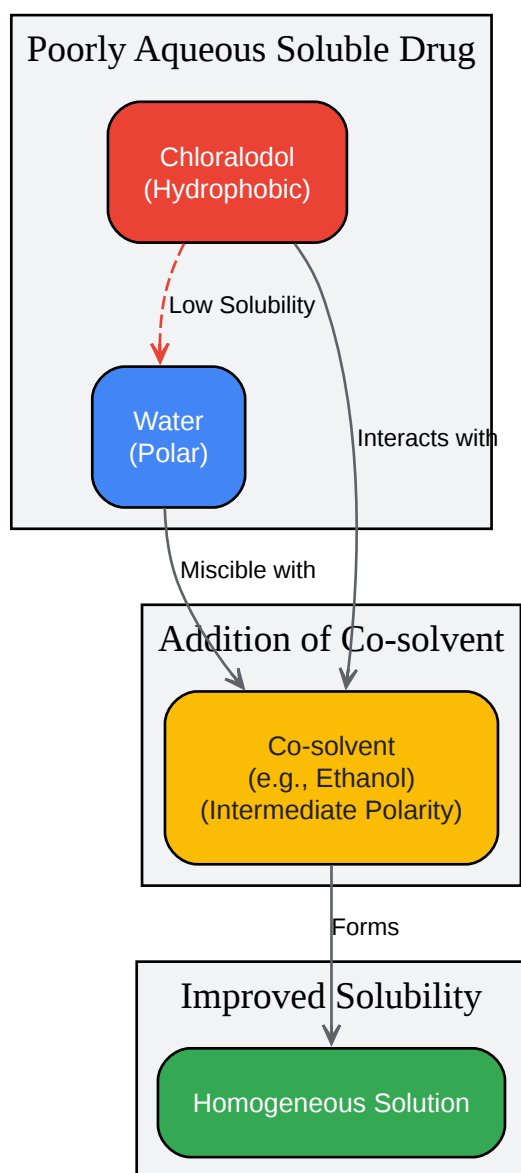 Poorly Aqueous Soluble Drug
Chloralodol
(Hydrophobic)
Low Solubility
Water
(Polar)
Interacts with
Miscible with
Addition of Co-solvent
Co-solvent
(e.g., Ethanol)
(Intermediate Polarity)
Forms
Improved Solubility
Homogeneous Solution